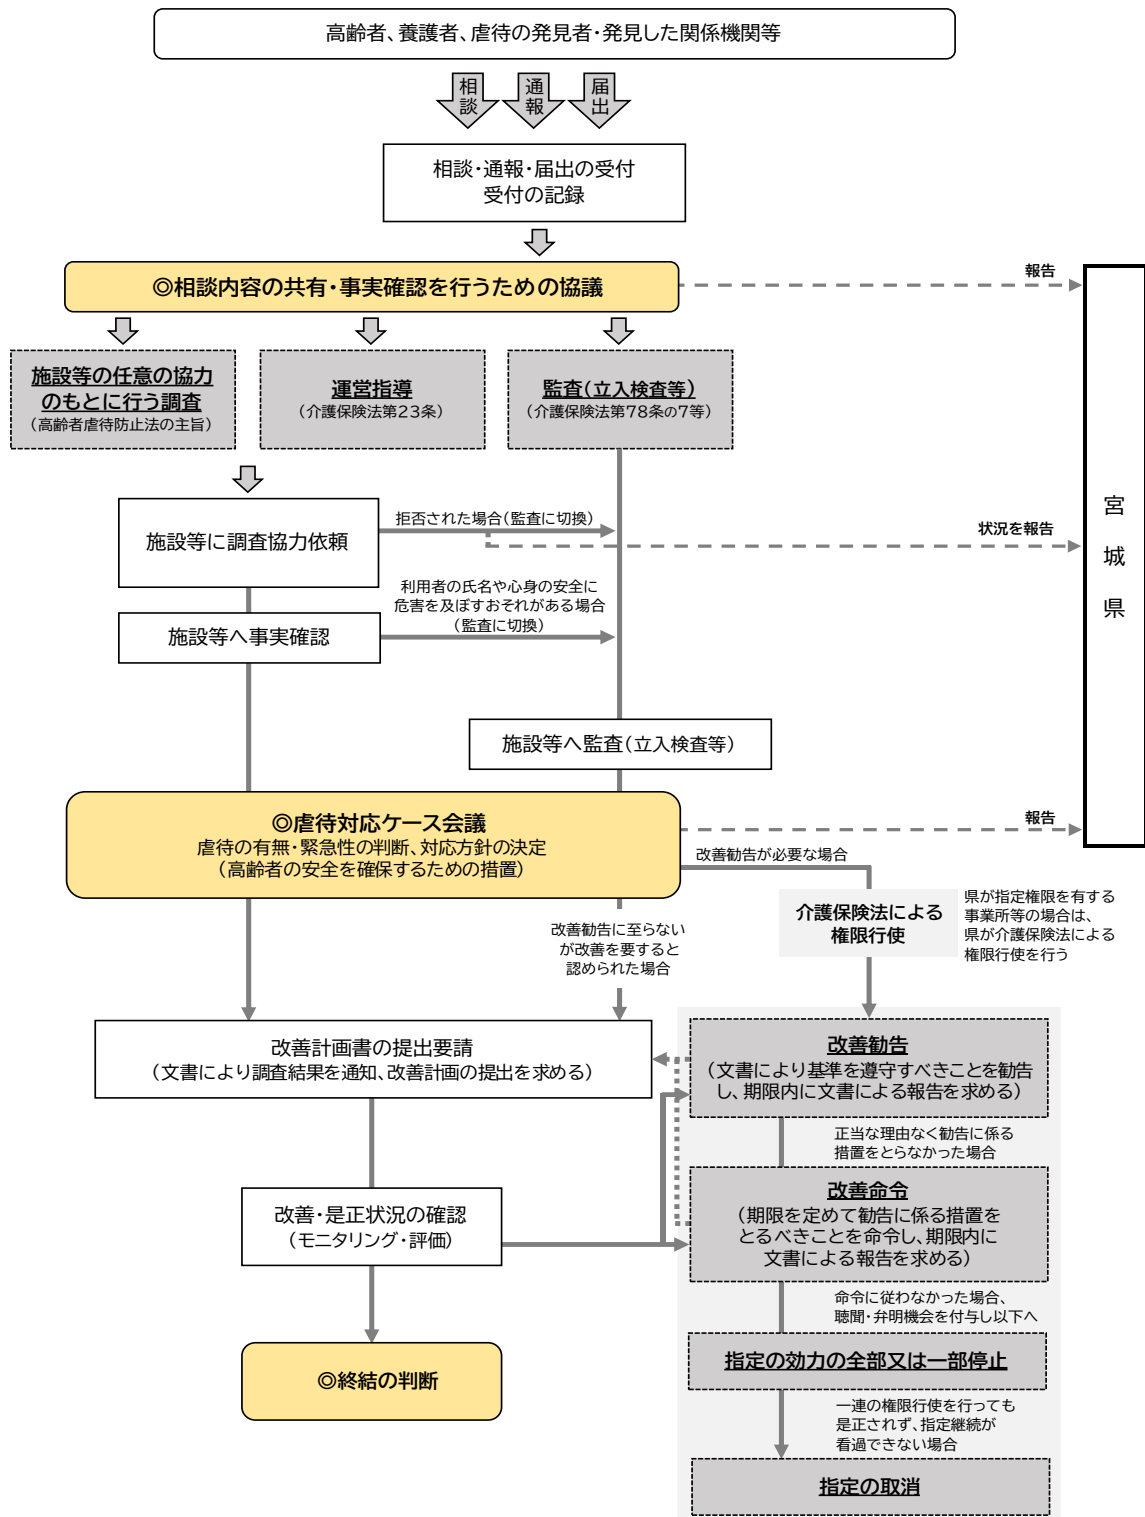 高齢者、養護者、虐待の発見者・発見した関係機関等
相談
通報
届出
相談・通報・届出の受付
受付の記録
◎相談内容の共有・事実確認を行うための協議
報告
施設等の任意の協力
のもとに行う調査
(高齢者虐待防止法の主旨)
運営指導
(介護保険法第23条)
監査(立入検査等)
(介護保険法第78条の7等)
宮城県
施設等に調査協力依頼
拒否された場合(監査に切換)
状況を報告
利用者の氏名や心身の安全に
危害を及ぼすおそれがある場合
(監査に切換)
施設等へ事実確認
施設等へ監査(立入検査等)
◎虐待対応ケース会議
虐待の有無・緊急性の判断、対応方針の決定
(高齢者の安全を確保するための措置)
報告
改善勧告が必要な場合
介護保険法による
権限行使
県が指定権限を有する
事業所等の場合は、
県が介護保険法による
権限行使を行う
改善勧告に至らない
が改善を要すると
認められた場合
改善計画書の提出要請
(文書により調査結果を通知、改善計画の提出を求める)
改善勧告
(文書により基準を遵守すべきことを勧告
し、期限内に文書による報告を求める)
正当な理由なく勧告に係る
措置をとらなかった場合
改善・是正状況の確認
(モニタリング・評価)
改善命令
(期限を定めて勧告に係る措置を
とるべきことを命令し、期限内に
文書による報告を求める)
命令に従わなかった場合、
聴聞・弁明機会を付与し以下へ
◎終結の判断
指定の効力の全部又は一部停止
一連の権限行使を行っても
是正されず、指定継続が
看過できない場合
指定の取消